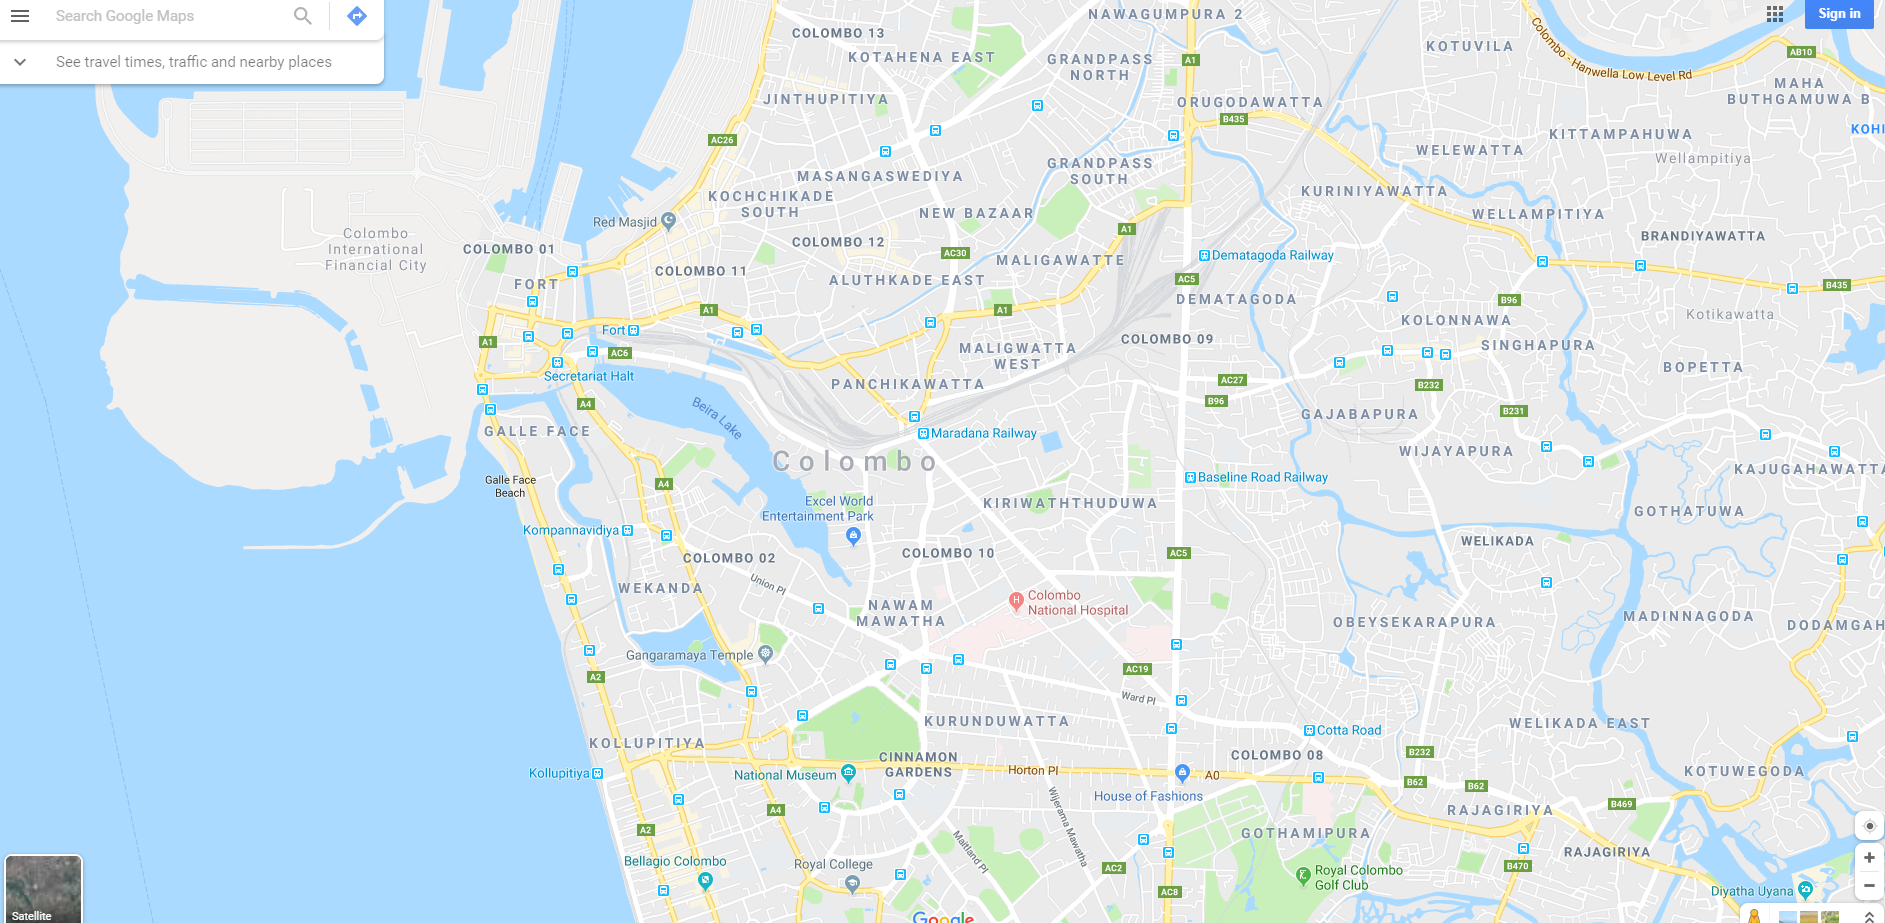 Search Google Maps
Sign in
See travel times, traffic and nearby places
NAWAGUMPURA 2
COLOMBO 13
KOTAHENA EAST
GRANDPASS
NORTH
A1
KOTUVILA
Colombo - Hanwella Low Level Rd
AB10
MAHA
BUTHGAMUWA B
JINTHUPITIYA
ORUGODAWATTA
B435
KITTAMPAHUWA
KOHI
AC26
WELEWATTA
Wellampitiya
GRANDPASS
SOUTH
MASANGASWEDIYA
KOCHCHIKADE
SOUTH
KURINIYAWATTA
NEW BAZAAR
WELLAMPITIYA
Red Masjid
A1
Colombo
International
Financial City
COLOMBO 01
COLOMBO 12
AC30
BRANDIYAWATTA
MALIGAWATTE
Dematagoda Railway
COLOMBO 11
ALUTHKADE EAST
AC5
FORT
DEMATAGODA
B96
B435
A1
A1
KOLONNAWA
Kotikawatta
Fort
A1
AC6
COLOMBO 09
SINGHAPURA
MALIGWATTA
WEST
BOPETTA
Secretariat Halt
PANCHIKAWATTA
AC27
B232
A4
Beira Lake
B96
B231
GAJABAPURA
GALLE FACE
Maradana Railway
Colombo
WIJAYAPURA
KAJUGAHAWATTA
Galle Face
Beach
A4
Baseline Road Railway
Excel World
Entertainment Park
KIRIWATHTHUDUWA
GOTHATUWA
Kompannavidiya
WELIKADA
COLOMBO 02
COLOMBO 10
AC5
Union Pl
WEKANDA
NAWAM
MAWATHA
Colombo
National Hospital
OBEYSEKARAPURA
MADINNAGODA
DODAMGAH
Gangaramaya Temple
A2
AC19
Ward Pl
KURUNDUWATTA
WELIKADA EAST
Cotta Road
KOLLUPITIYA
CINNAMON
GARDENS
COLOMBO 08
B232
Kollupitiya
National Museum
Horton Pl
A0
KOTUWEGODA
B62
B62
House of Fashions
A4
Wijerama Mawatha
RAJAGIRIYA
B469
A2
Maitland Pl
GOTHAMIPURA
RAJAGIRIYA
Bellagio Colombo
Royal College
AC2
Royal Colombo
Golf Club
B470
AC8
Diyatha Uyana
Satellite
Google